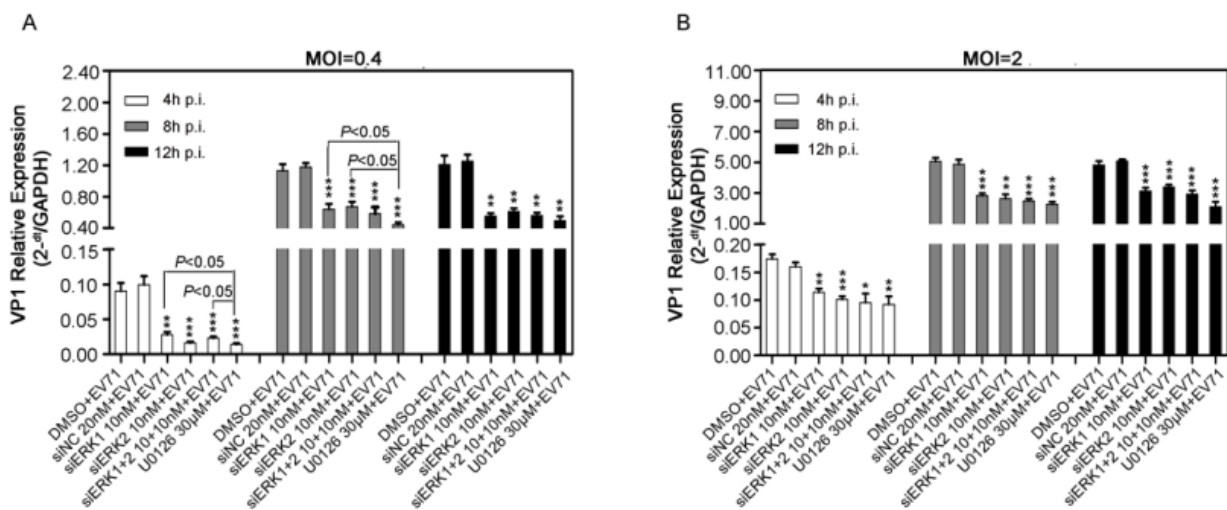 A
MOI=0.4
VP1 Relative Expression
(2-dt/GAPDH)
2.40
2.00
1.60
1.20
0.80
0.40
0.15
0.10
0.05
0.00
4h p.i.
8h p.i.
12h p.i.
P<0.05
P<0.05
P<0.05
P<0.05
**
***
***
***
***
***
***
***
**
**
**
**
DMSO+EV71
siNC 20nM+EV71
siERK1 10nM+EV71
siERK2 10nM+EV71
siERK1+2 10+10nM+EV71
U0126 30µM+EV71
DMSO+EV71
siNC 20nM+EV71
siERK1 10nM+EV71
siERK2 10nM+EV71
siERK1+2 10+10nM+EV71
U0126 30µM+EV71
DMSO+EV71
siNC 20nM+EV71
siERK1 10nM+EV71
siERK2 10nM+EV71
siERK1+2 10+10nM+EV71
U0126 30µM+EV71
B
MOI=2
VP1 Relative Expression
(2-dt/GAPDH)
11.00
9.00
7.00
5.00
3.00
1.00
0.20
0.15
0.10
0.05
0.00
4h p.i.
8h p.i.
12h p.i.
**
***
*
**
***
**
***
***
***
***
***
***
DMSO+EV71
siNC 20nM+EV71
siERK1 10nM+EV71
siERK2 10nM+EV71
siERK1+2 10+10nM+EV71
U0126 30µM+EV71
DMSO+EV71
siNC 20nM+EV71
siERK1 10nM+EV71
siERK2 10nM+EV71
siERK1+2 10+10nM+EV71
U0126 30µM+EV71
DMSO+EV71
siNC 20nM+EV71
siERK1 10nM+EV71
siERK2 10nM+EV71
siERK1+2 10+10nM+EV71
U0126 30µM+EV71